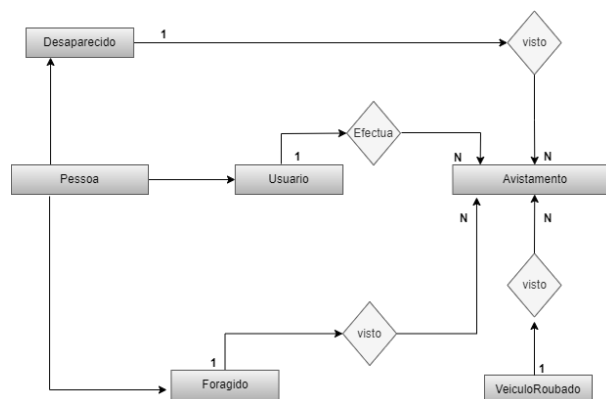 Desaparecido
1
visto
Efectua
1
N
N
Pessoa
Usuario
Avistamento
N
N
visto
visto
1
1
Foragido
VeiculoRoubado